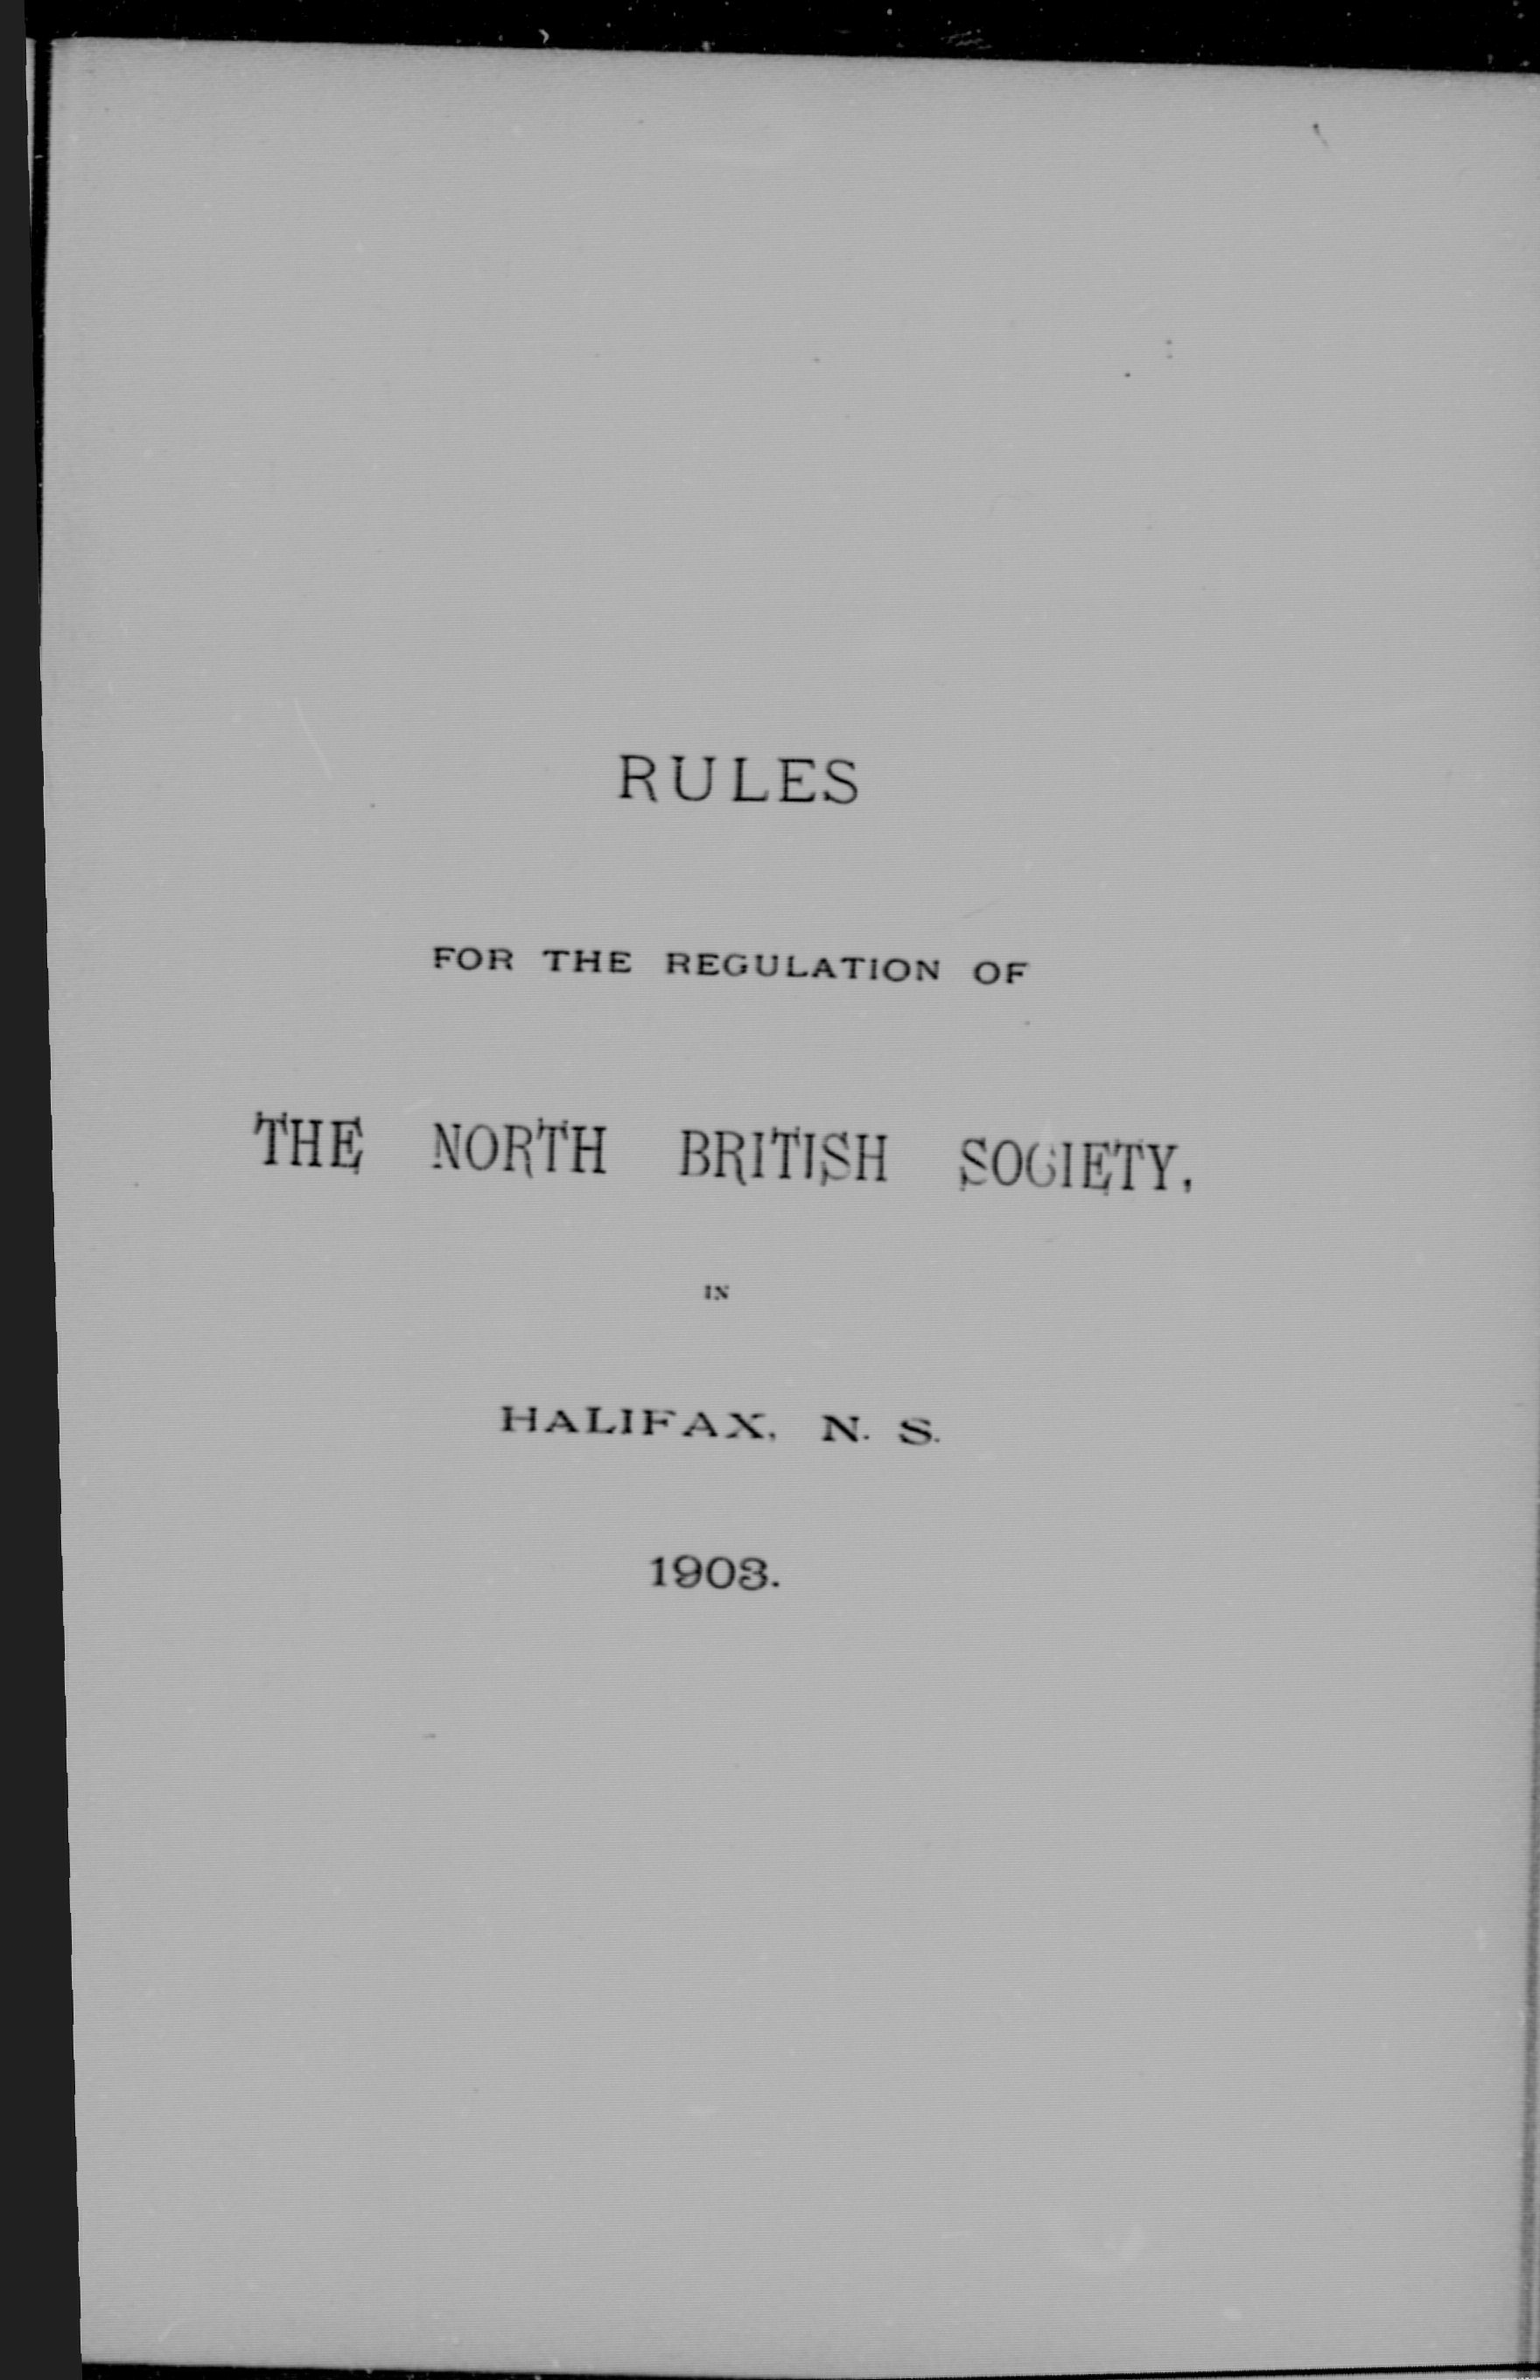 RULES
FOR THE REGULATION OF
THE NORTH BRITISH SOCIETY,
IN
HALIFAX, N. S.
1903.